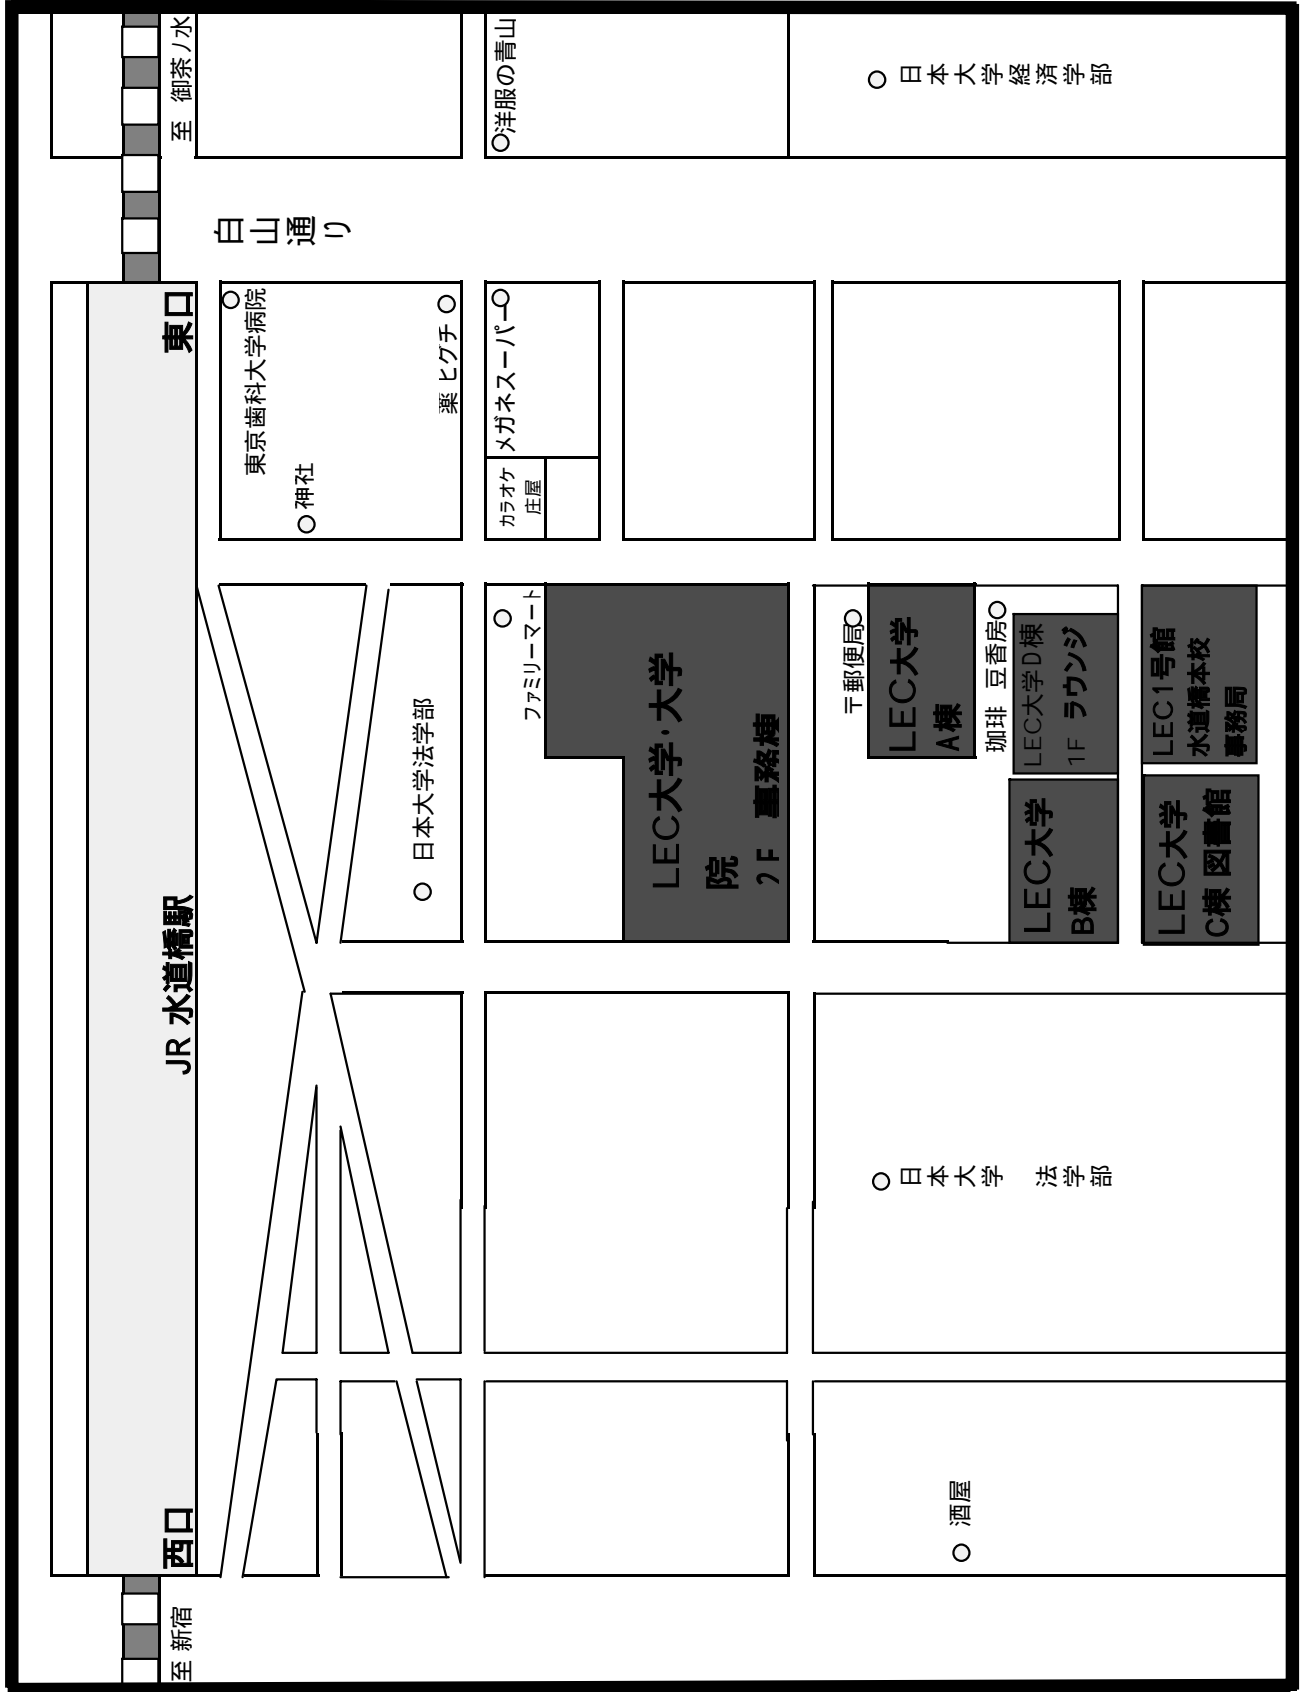 至 新宿
西口
JR 水道橋駅
東口
至 御茶ノ水
白山通り
東京歯科大学病院
神社
薬 ヒグチ
洋服の青山
メガネスーパー
カラオケ
庄屋
日本大学法学部
ファミリーマート
LEC大学・大学
院
2F 事務棟
〒郵便局
LEC大学
A棟
珈琲 豆香房
LEC大学D棟
1F ラウンジ
LEC大学
B棟
LEC1号館
水道橋本校
事務局
LEC大学
C棟 図書館
日本大学経済学部
日本大学 法学部
酒屋